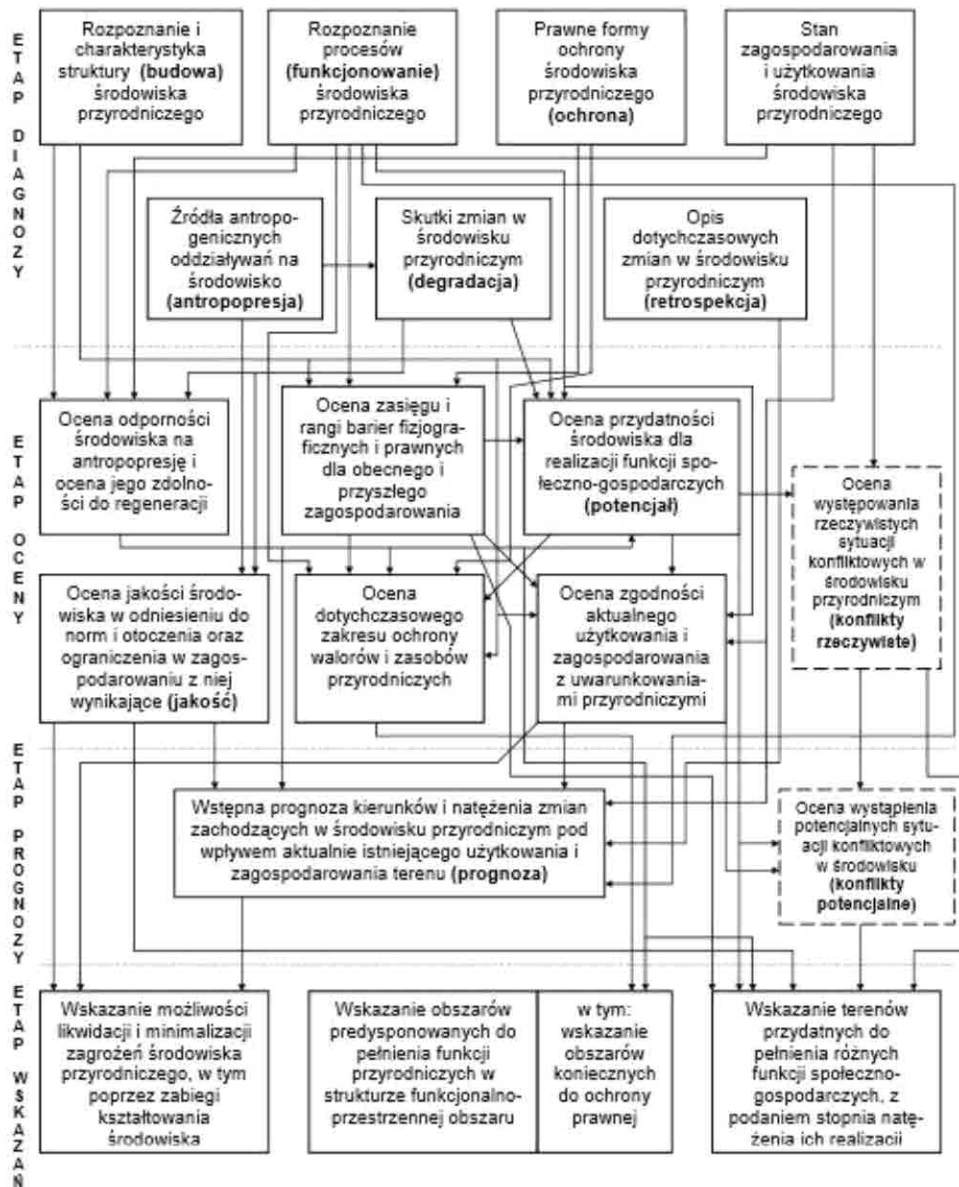 ETAP DIAGNOZY
Rozpoznanie i
charakterystyka
struktury (budowa)
środowiska
przyrodniczego
Rozpoznanie
procesów
(funkcjonowanie)
środowiska
przyrodniczego
Prawne formy
ochrony
środowiska
przyrodniczego
(ochrona)
Stan
zagospodarowania
i użytkowania
środowiska
przyrodniczego
Źródła antropo-
genicznych
oddziaływań na
środowisko
(antropopresja)
Skutki zmian w
środowisku
przyrodniczym
(degradacja)
Opis
dotychczasowych
zmian w środowisku
przyrodniczym
(retrospekcja)
ETAP OCENY
Ocena odporności
środowiska na
antropopresję i
ocena jego zdolno-
ści do regeneracji
Ocena zasięgu i
rangi barier fizjogra-
ficznych i prawnych
dla obecnego i
przyszłego
zagospodarowania
Ocena przydatności
środowiska dla
realizacji funkcji spo-
łeczno-gospodarczych
(potencjał)
Ocena
występowania
rzeczywistych
sytuacji
konfliktowych w
środowisku
przyrodniczym
(konflikty
rzeczywiste)
Ocena jakości środo-
wiska w odniesieniu do
norm i otoczenia oraz
ograniczenia w zagos-
podarowaniu z niej
wynikające (jakość)
Ocena
dotychczasowego
zakresu ochrony
walorów i zasobów
przyrodniczych
Ocena zgodności
aktualnego
użytkowania i
zagospodarowania
z uwarunkowania-
mi przyrodniczymi
ETAP PROGNOZY
Wstępna prognoza kierunków i natężenia zmian
zachodzących w środowisku przyrodniczym pod
wpływem aktualnie istniejącego użytkowania i
zagospodarowania terenu (prognoza)
Ocena wystąpienia
potencjalnych sytu-
acji konfliktowych
w środowisku
(konflikty
potencjalne)
ETAP WSKAZAŃ
Wskazanie możliwości
likwidacji i minimalizacji
zagrożeń środowiska
przyrodniczego, w tym
poprzez zabiegi
kształtowania
środowiska
Wskazanie obszarów
predysponowanych do
pełnienia funkcji
przyrodniczych w
strukturze funkcjonalno-
przestrzennej obszaru
w tym:
wskazanie
obszarów
koniecznych
do ochrony
prawnej
Wskazanie terenów
przydatnych do
pełnienia różnych
funkcji społeczno-
gospodarczych, z
podaniem stopnia natę-
żenia ich realizacji